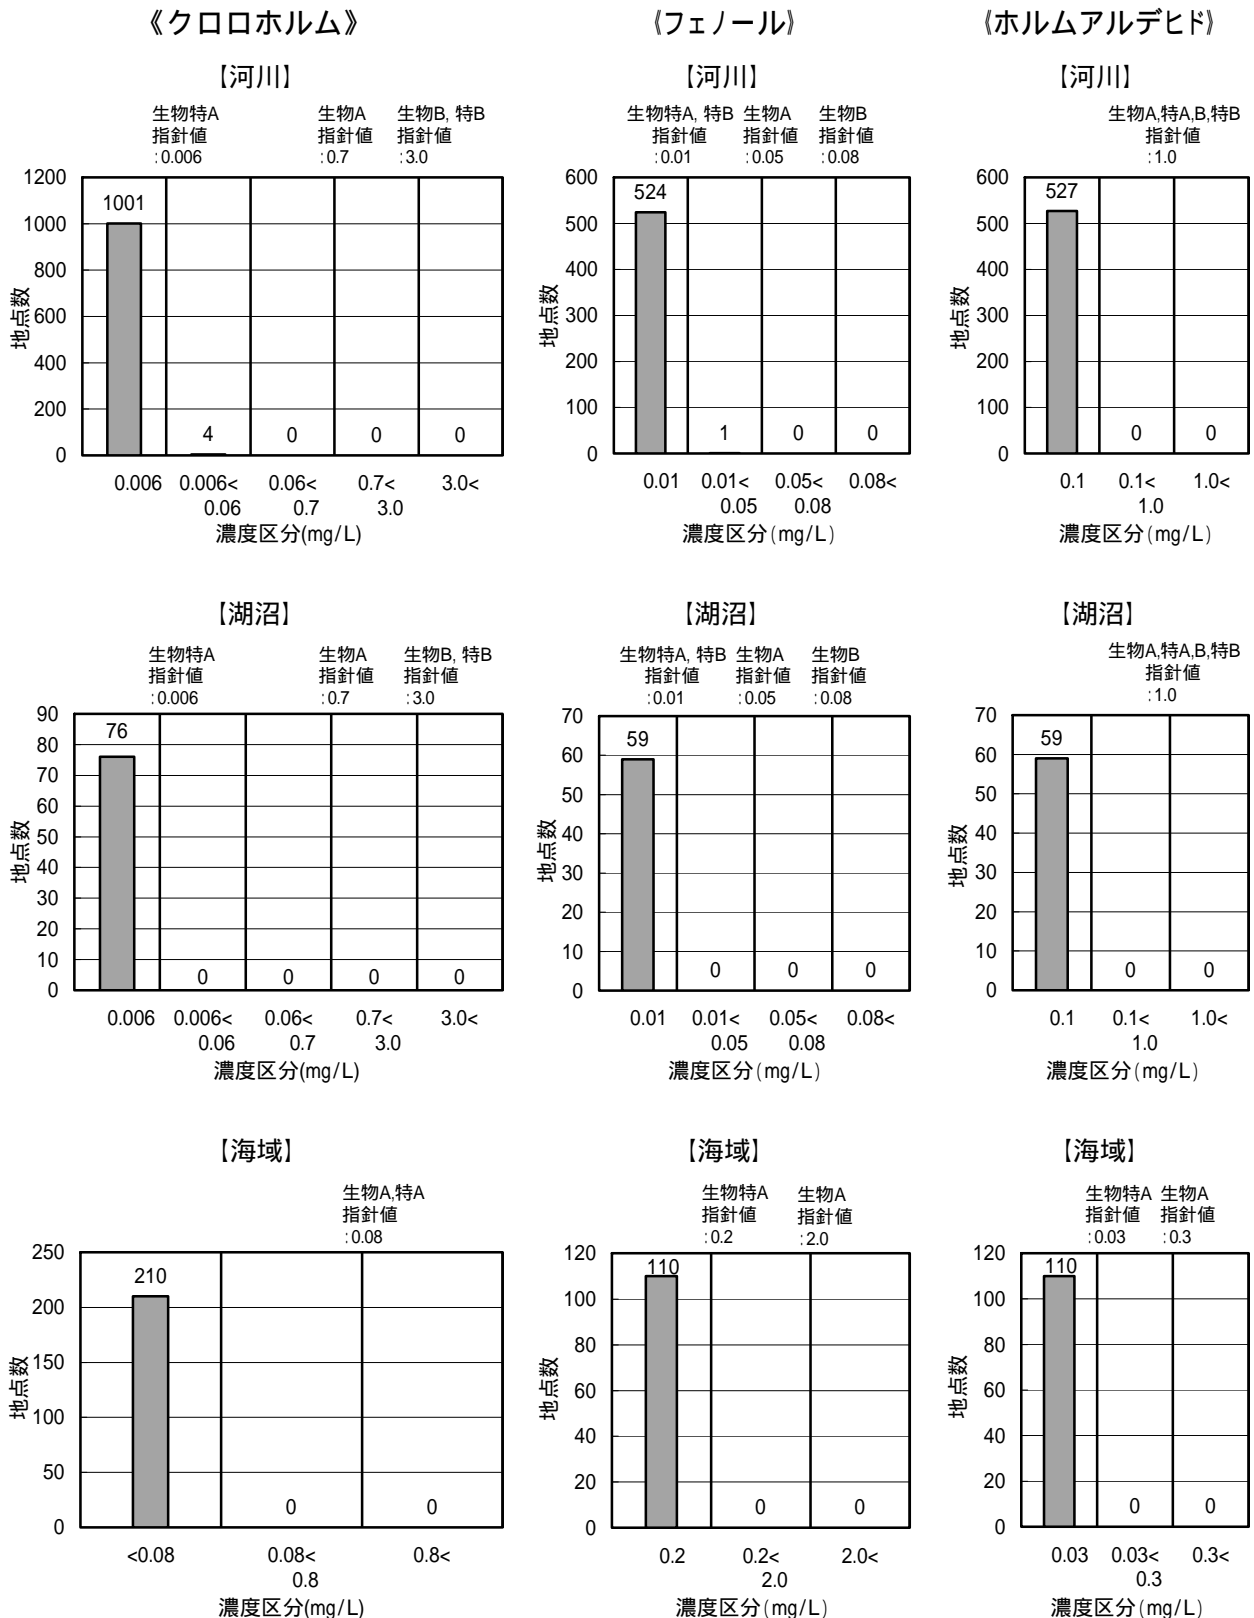 《クロロホルム》
《フェノール》
《ホルムアルデヒド》
【河川】
生物特A
指針値
:0.006
生物A
指針値
:0.7
生物B, 特B
指針値
:3.0
1200
1000
800
600
400
200
0
地点数
1001
4
0
0
0
0.006
0.006<
0.06
0.06<
0.7
0.7<
3.0
3.0<
濃度区分(mg/L)
【河川】
生物特A, 特B
指針値
:0.01
生物A
指針値
:0.05
生物B
指針値
:0.08
600
500
400
300
200
100
0
地点数
524
1
0
0
0.01
0.01<
0.05
0.05<
0.08
0.08<
濃度区分(mg/L)
【河川】
生物A,特A,B,特B
指針値
:1.0
600
500
400
300
200
100
0
地点数
527
0
0
0.1
0.1<
1.0
1.0<
濃度区分(mg/L)
【湖沼】
生物特A
指針値
:0.006
生物A
指針値
:0.7
生物B, 特B
指針値
:3.0
90
80
70
60
50
40
30
20
10
0
地点数
76
0
0
0
0
0.006
0.006<
0.06
0.06<
0.7
0.7<
3.0
3.0<
濃度区分(mg/L)
【湖沼】
生物特A, 特B
指針値
:0.01
生物A
指針値
:0.05
生物B
指針値
:0.08
70
60
50
40
30
20
10
0
地点数
59
0
0
0
0.01
0.01<
0.05
0.05<
0.08
0.08<
濃度区分(mg/L)
【湖沼】
生物A,特A,B,特B
指針値
:1.0
70
60
50
40
30
20
10
0
地点数
59
0
0
0.1
0.1<
1.0
1.0<
濃度区分(mg/L)
【海域】
生物A,特A
指針値
:0.08
250
200
150
100
50
0
地点数
210
0
0
<0.08
0.08<
0.8
0.8<
濃度区分(mg/L)
【海域】
生物特A
指針値
:0.2
生物A
指針値
:2.0
120
100
80
60
40
20
0
地点数
110
0
0
0.2
0.2<
2.0
2.0<
濃度区分(mg/L)
【海域】
生物特A
指針値
:0.03
生物A
指針値
:0.3
120
100
80
60
40
20
0
地点数
110
0
0
0.03
0.03<
0.3
0.3<
濃度区分(mg/L)